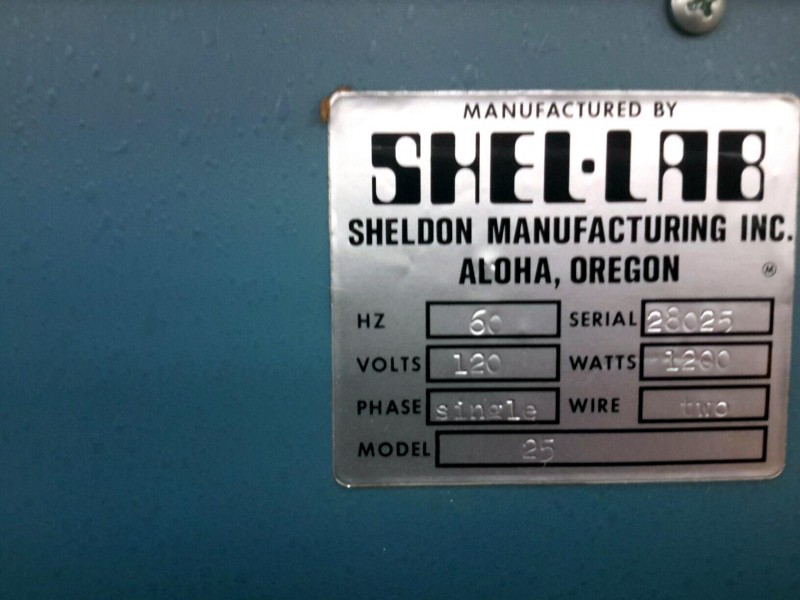 MANUFACTURED BY
SHEL·LAB
SHELDON MANUFACTURING INC.
ALOHA, OREGON Ⓜ
HZ 60 SERIAL 28025
VOLTS 120 WATTS 1200
PHASE single WIRE two
MODEL 25